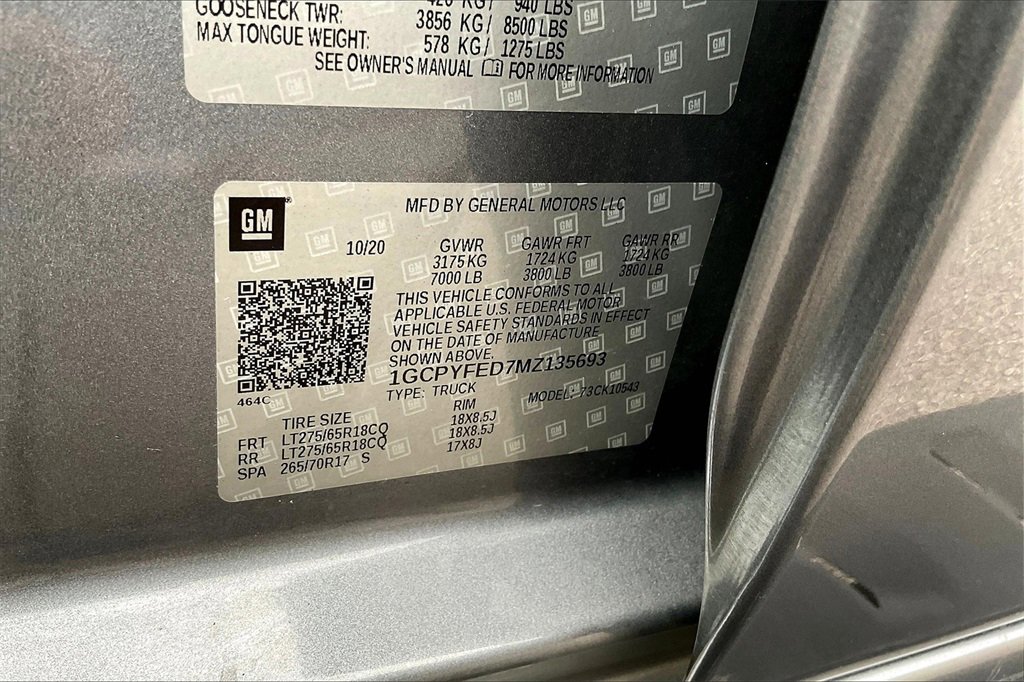 GOOSENECK TWR: 3856 KG/ 8500 LBS
MAX TONGUE WEIGHT: 578 KG/ 1275 LBS
SEE OWNER'S MANUAL FOR MORE INFORMATION
GM
MFD BY GENERAL MOTORS LLC
10/20 GVWR GAWR FRT GAWR RR
3175 KG 1724 KG 1724 KG
7000 LB 3800 LB 3800 LB
THIS VEHICLE CONFORMS TO ALL
APPLICABLE U.S. FEDERAL MOTOR
VEHICLE SAFETY STANDARDS IN EFFECT
ON THE DATE OF MANUFACTURE
SHOWN ABOVE.
1GCPYFED7MZ135693
TYPE: TRUCK MODEL: 73CK10543
464C
TIRE SIZE RIM
FRT LT275/65R18CQ 18X8.5J
RR LT275/65R18CQ 18X8.5J
SPA 265/70R17 S 17X8J